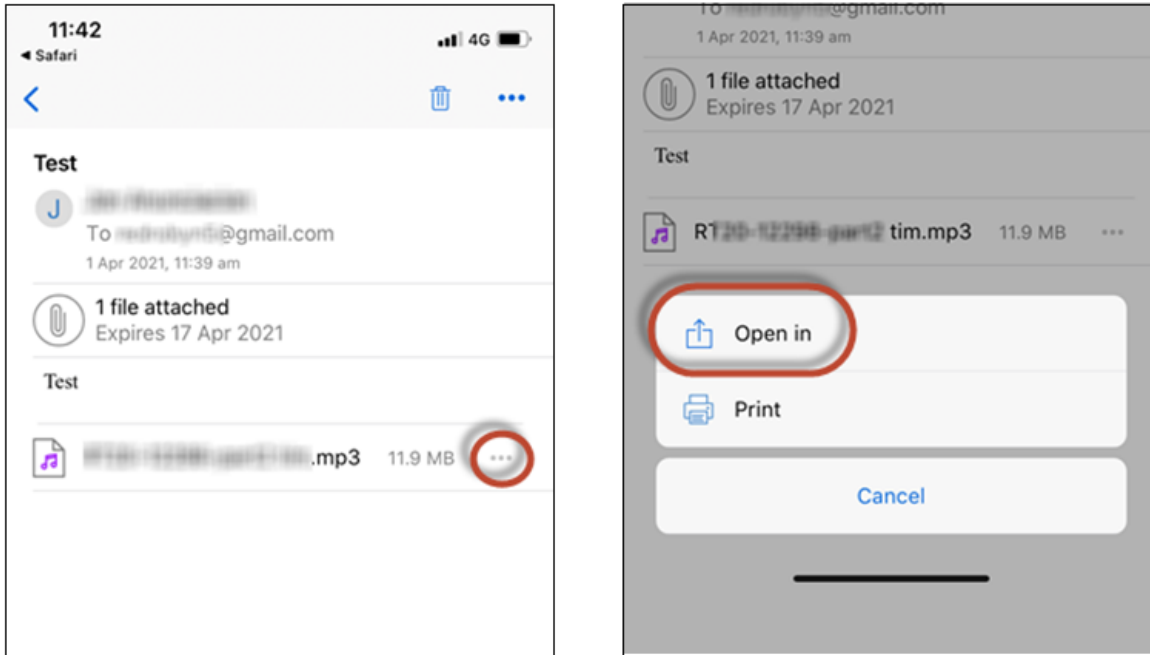 11:42
4G
Safari
Test
J
To @gmail.com
1 Apr 2021, 11:39 am
1 file attached
Expires 17 Apr 2021
Test
.mp3 11.9 MB
To @gmail.com
1 Apr 2021, 11:39 am
1 file attached
Expires 17 Apr 2021
Test
tim.mp3 11.9 MB
Open in
Print
Cancel